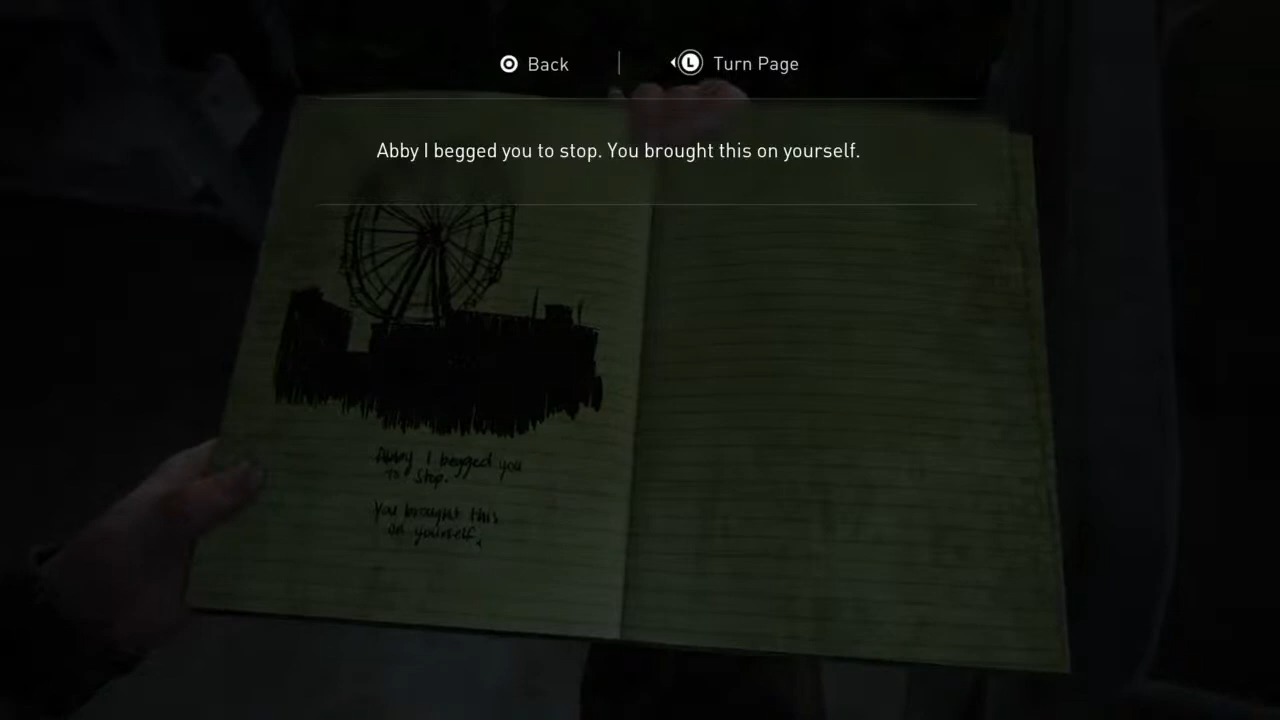 Back
L Turn Page
Abby I begged you to stop. You brought this on yourself.
Abby I begged you
to stop.
You brought this
on yourself.